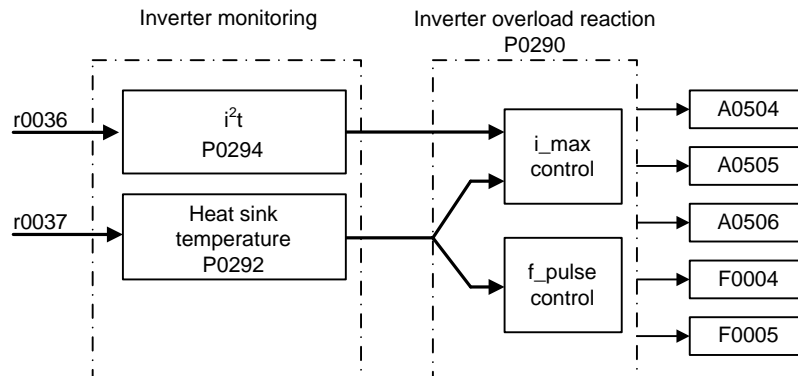 Inverter monitoring
Inverter overload reaction
P0290
r0036
i²t
P0294
r0037
Heat sink
temperature
P0292
i_max
control
f_pulse
control
A0504
A0505
A0506
F0004
F0005